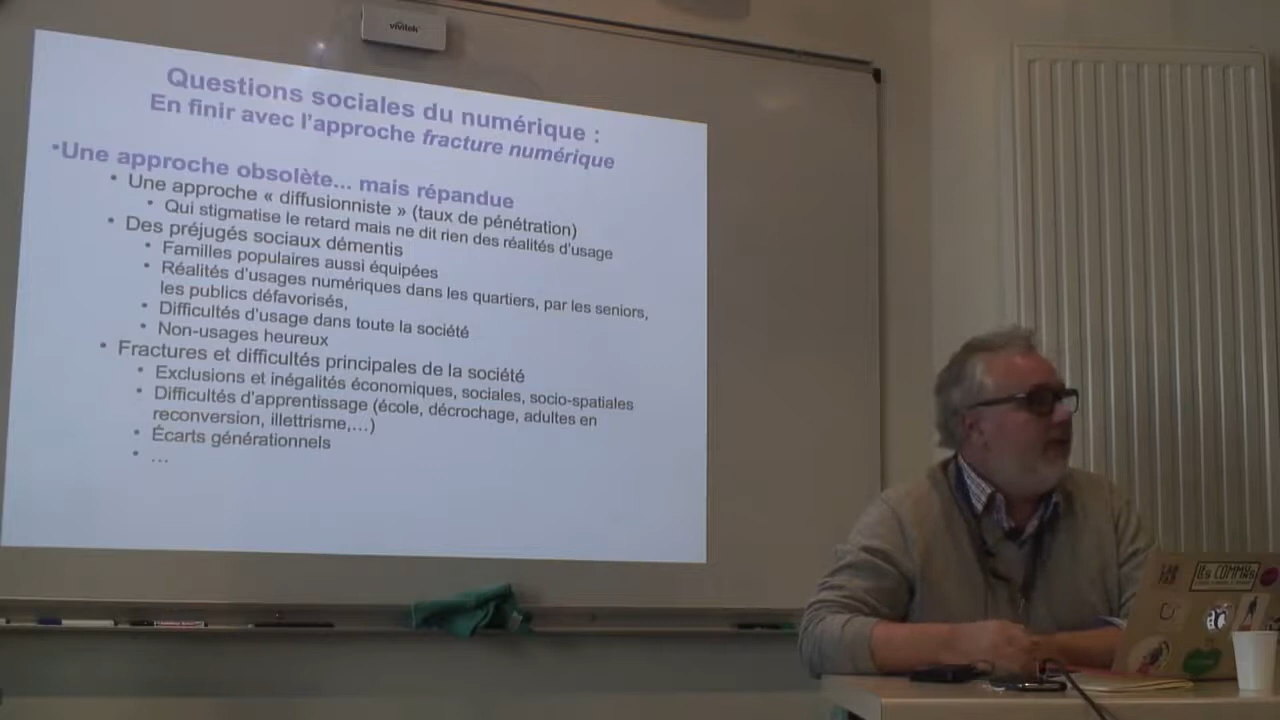 vivitek
Questions sociales du numérique :
En finir avec l'approche fracture numérique
•Une approche obsolète... mais répandue
• Une approche « diffusionniste » (taux de pénétration)
• Qui stigmatise le retard mais ne dit rien des réalités d'usage
• Des préjugés sociaux démentis
• Familles populaires aussi équipées
• Réalités d'usages numériques dans les quartiers, par les seniors,
les publics défavorisés,
• Difficultés d'usage dans toute la société
• Non-usages heureux
• Fractures et difficultés principales de la société
• Exclusions et inégalités économiques, sociales, socio-spatiales
• Difficultés d'apprentissage (école, décrochage, adultes en
reconversion, illettrisme,...)
• Écarts générationnels
• ...